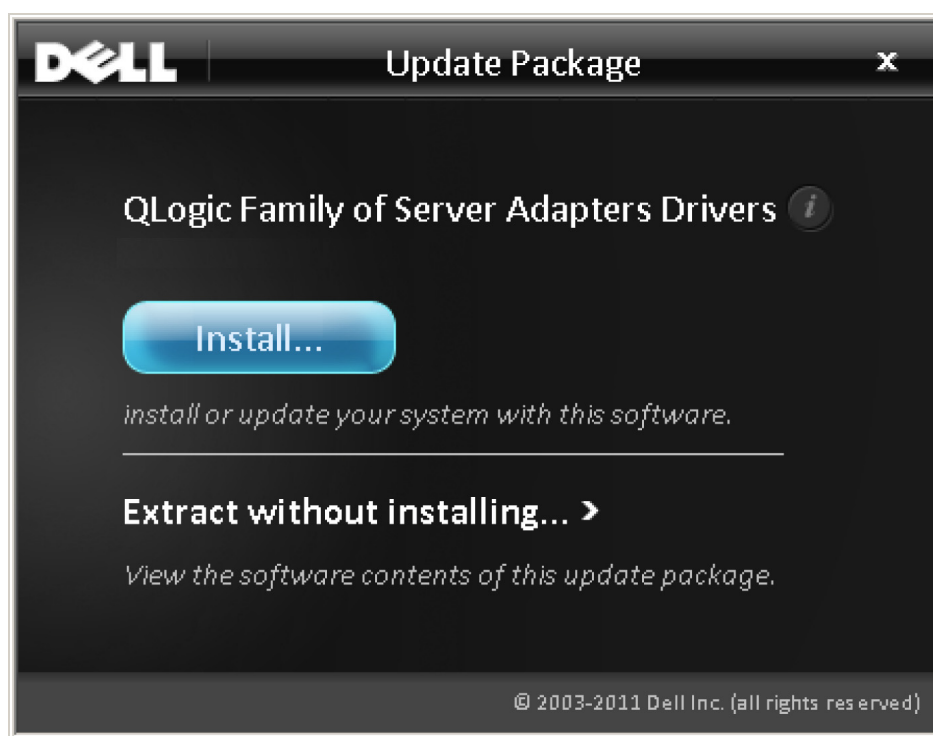 DELL
Update Package
x
QLogic Family of Server Adapters Drivers i
Install...
install or update your system with this software.
Extract without installing... >
View the software contents of this update package.
© 2003-2011 Dell Inc. (all rights reserved)